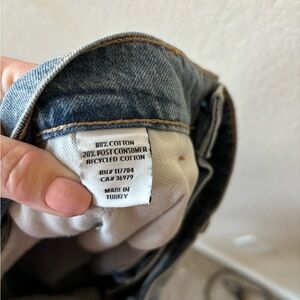 80% COTTON
20% POST CONSUMER
RECYCLED COTTON
RN# 117784
CA# 36979
MADE IN
TURKEY